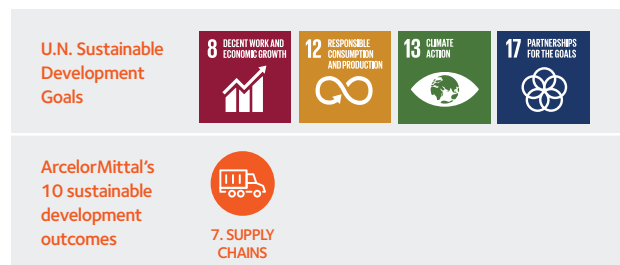 U.N. Sustainable
Development
Goals
8 DECENT WORK AND
ECONOMIC GROWTH
12 RESPONSIBLE
CONSUMPTION
AND PRODUCTION
13 CLIMATE
ACTION
17 PARTNERSHIPS
FOR THE GOALS
ArcelorMittal's
10 sustainable
development
outcomes
7. SUPPLY
CHAINS